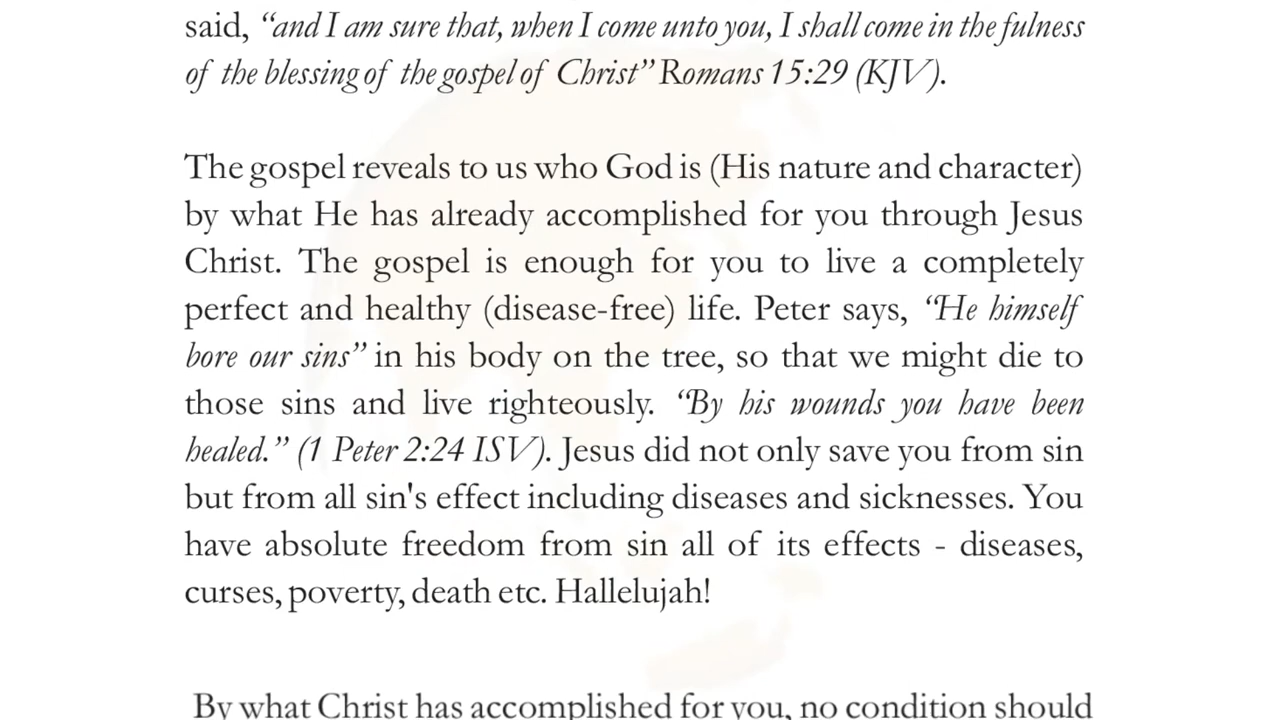 said, “and I am sure that, when I come unto you, I shall come in the fulness
of the blessing of the gospel of Christ” Romans 15:29 (KJV).
The gospel reveals to us who God is (His nature and character)
by what He has already accomplished for you through Jesus
Christ. The gospel is enough for you to live a completely
perfect and healthy (disease-free) life. Peter says, “He himself
bore our sins” in his body on the tree, so that we might die to
those sins and live righteously. “By his wounds you have been
healed.” (1 Peter 2:24 ISV). Jesus did not only save you from sin
but from all sin's effect including diseases and sicknesses. You
have absolute freedom from sin all of its effects - diseases,
curses, poverty, death etc. Hallelujah!
By what Christ has accomplished for you, no condition should